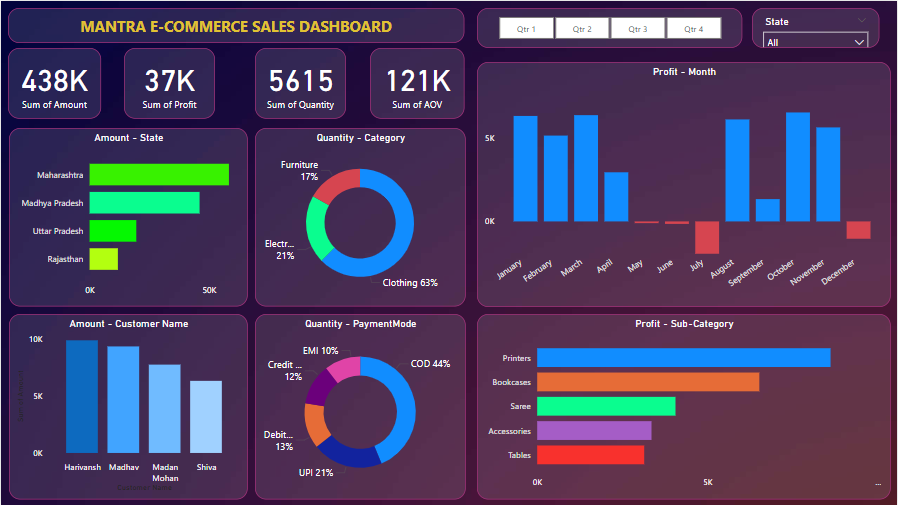 MANTRA E-COMMERCE SALES DASHBOARD
Qtr 1 Qtr 2 Qtr 3 Qtr 4
State
All
438K
Sum of Amount
37K
Sum of Profit
5615
Sum of Quantity
121K
Sum of AOV
Profit - Month
5K
0K
January
February
March
April
May
June
July
August
September
October
November
December
Amount - State
Maharashtra
Madhya Pradesh
Uttar Pradesh
Rajasthan
0K 50K
Quantity - Category
Furniture
17%
Electr...
21%
Clothing 63%
Amount - Customer Name
10K
5K
0K
Harivansh
Madhav
Madan
Mohan
Shiva
Customer Name
Quantity - PaymentMode
EMI 10%
COD 44%
Credit ...
12%
Debit...
13%
UPI 21%
Profit - Sub-Category
Printers
Bookcases
Saree
Accessories
Tables
0K 5K ...